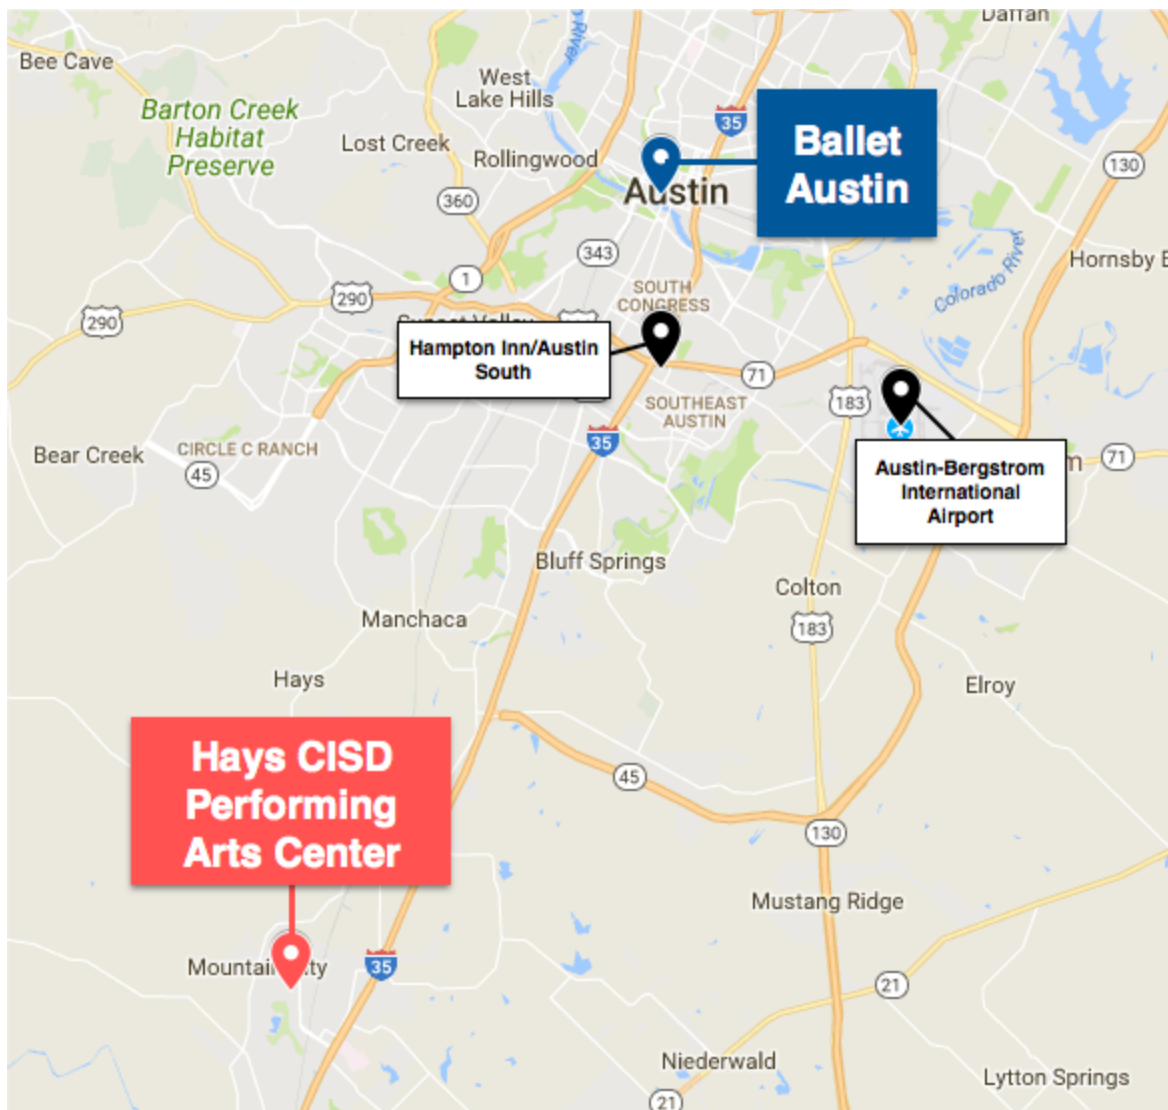 Daffan
Bee Cave
River
West
Lake Hills
Barton Creek
Habitat
Preserve
35
Ballet
Austin
Lost Creek
Rollingwood
130
Austin
360
343
Hornsby
Colorado River
1
290
SOUTH
CONGRESS
290
Hampton Inn/Austin
South
71
183
SOUTHEAST
AUSTIN
35
Bear Creek
CIRCLE C RANCH
45
71
Austin-Bergstrom
International
Airport
Bluff Springs
Colton
Manchaca
183
Hays
Elroy
Hays CISD
Performing
Arts Center
45
130
Mustang Ridge
Mountain
35
21
Niederwald
Lytton Springs
21